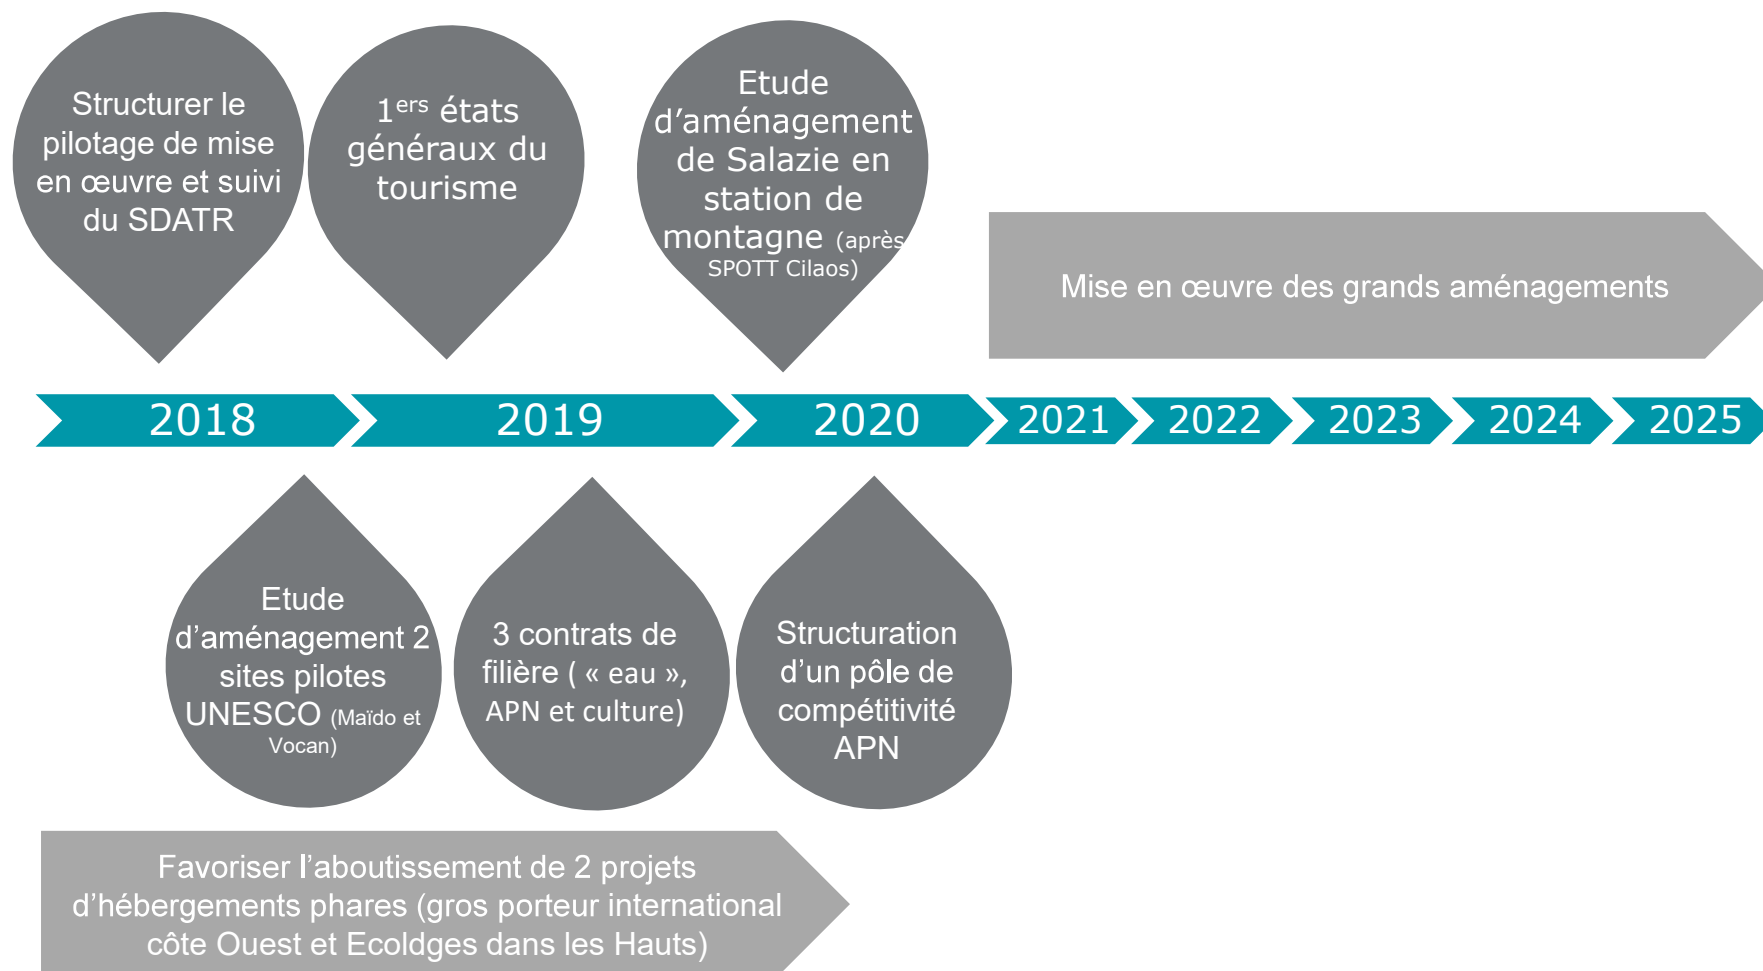 Structurer le
pilotage de mise
en œuvre et suivi
du SDATR
1ers états
généraux du
tourisme
Etude
d’aménagement
de Salazie en
station de
montagne (après
SPOTT Cilaos)
Mise en œuvre des grands aménagements
2018
2019
2020
2021
2022
2023
2024
2025
Etude
d’aménagement 2
sites pilotes
UNESCO (Maïdo et
Vocan)
3 contrats de
filière ( « eau »,
APN et culture)
Structuration
d’un pôle de
compétitivité
APN
Favoriser l’aboutissement de 2 projets
d’hébergements phares (gros porteur international
côte Ouest et Ecoldges dans les Hauts)